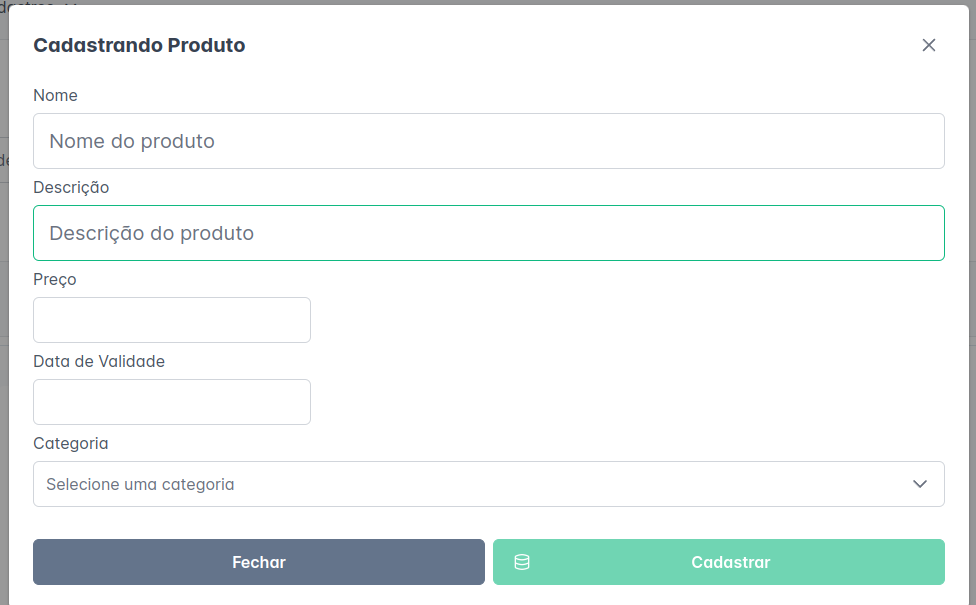 Cadastrando Produto
Nome
Nome do produto
Descrição
Descrição do produto
Preço
Data de Validade
Categoria
Selecione uma categoria
Fechar
Cadastrar